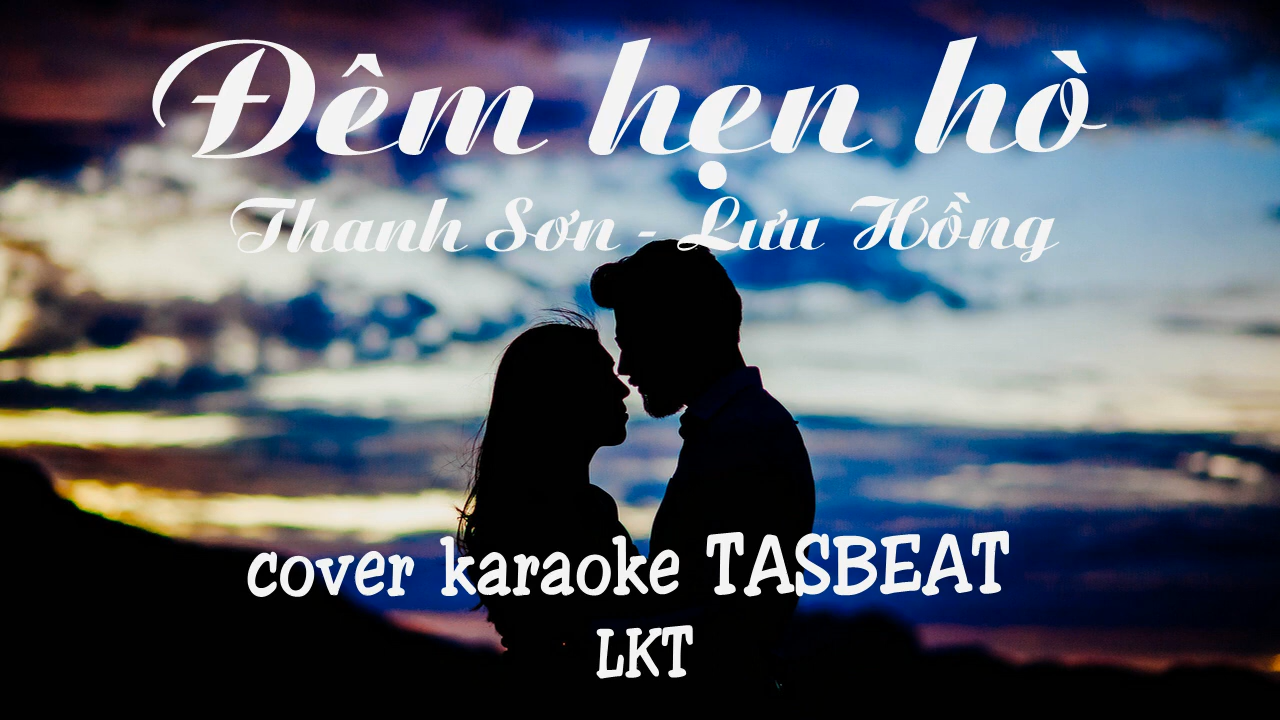 Đêm hẹn hò
Thanh Sơn - Lưu Hồng
cover karaoke TASBEAT
LKT